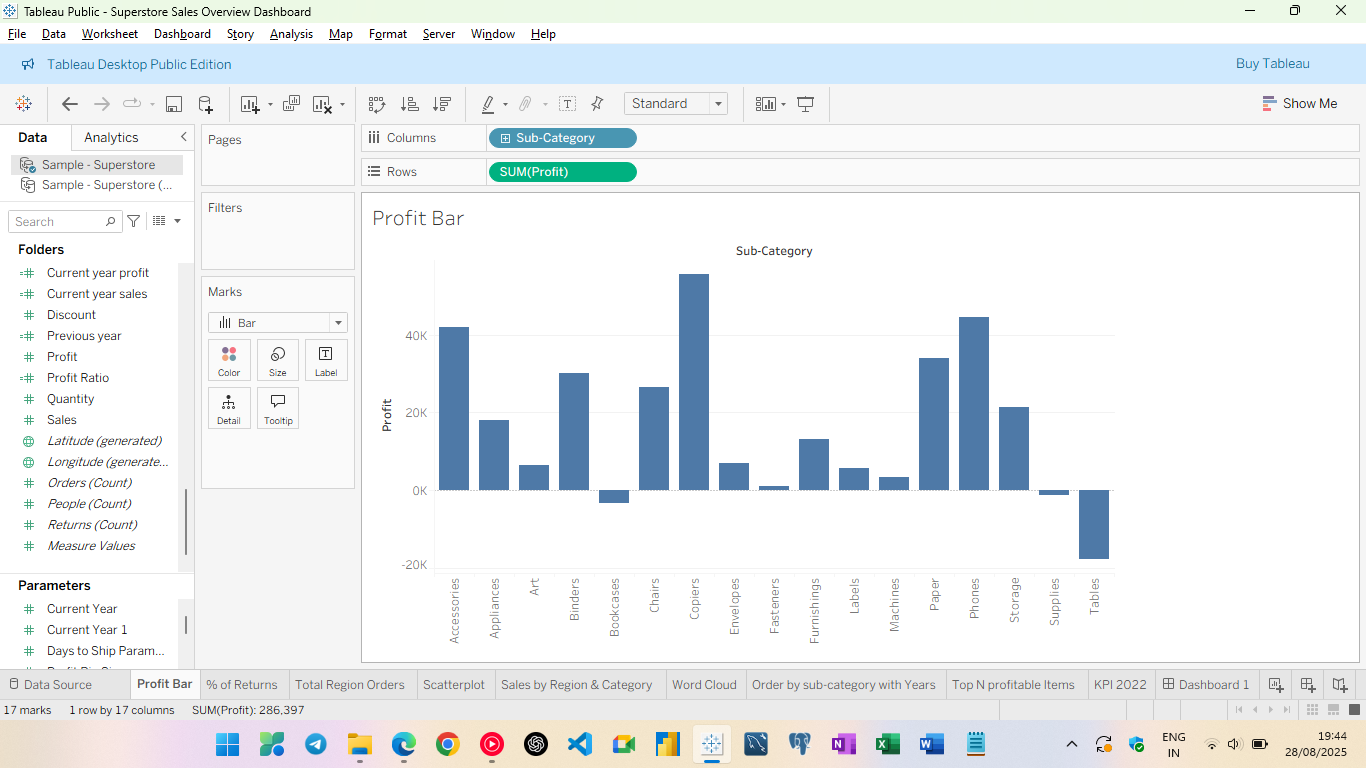 Tableau Public - Superstore Sales Overview Dashboard
File Data Worksheet Dashboard Story Analysis Map Format Server Window Help
Tableau Desktop Public Edition
Buy Tableau
Standard
Show Me
Data
Analytics
Sample - Superstore
Sample - Superstore (...
Search
Folders
Current year profit
Current year sales
Discount
Previous year
Profit
Profit Ratio
Quantity
Sales
Latitude (generated)
Longitude (generate...
Orders (Count)
People (Count)
Returns (Count)
Measure Values
Parameters
Current Year
Current Year 1
Days to Ship Param...
Pages
Filters
Marks
Bar
Color
Size
Label
Detail
Tooltip
Columns
Sub-Category
Rows
SUM(Profit)
Profit Bar
Sub-Category
Profit
40K
20K
0K
-20K
Accessories
Appliances
Art
Binders
Bookcases
Chairs
Copiers
Envelopes
Fasteners
Furnishings
Labels
Machines
Paper
Phones
Storage
Supplies
Tables
Data Source
Profit Bar
% of Returns
Total Region Orders
Scatterplot
Sales by Region & Category
Word Cloud
Order by sub-category with Years
Top N profitable Items
KPI 2022
Dashboard 1
17 marks 1 row by 17 columns SUM(Profit): 286,397
ENG
IN
19:44
28/08/2025